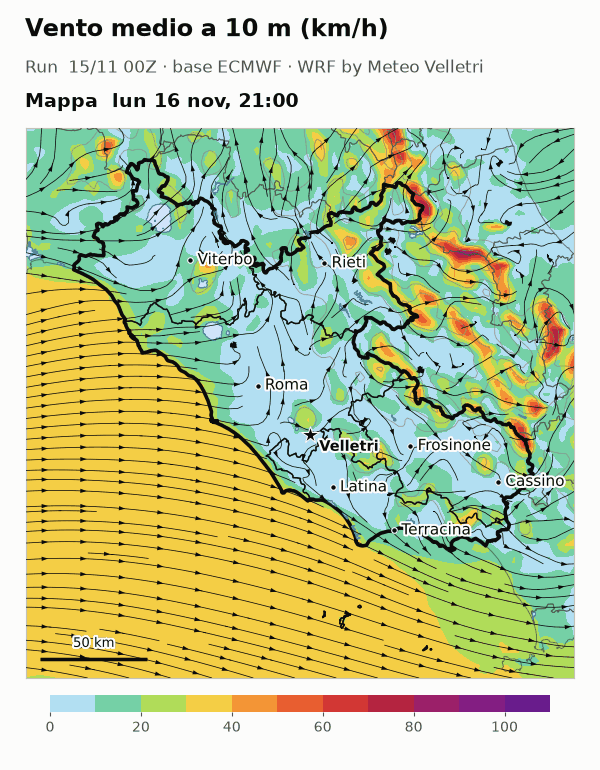 Vento medio a 10 m (km/h)
Run 15/11 00Z · base ECMWF · WRF by Meteo Velletri
Mappa lun 16 nov, 21:00
Viterbo
Rieti
Roma
Velletri
Frosinone
Cassino
Latina
Terracina
50 km
0 20 40 60 80 100